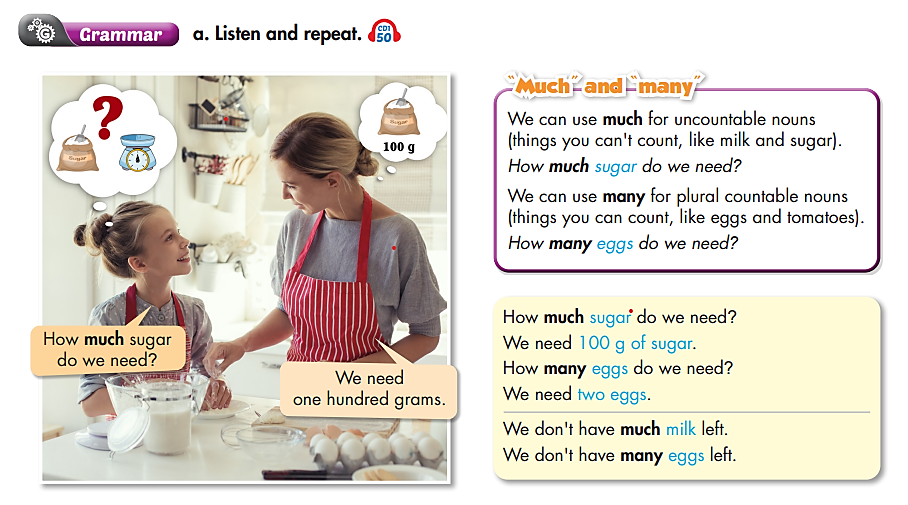 G Grammar
a. Listen and repeat.
CD1
50
?
Sugar
Sugar
100 g
How much sugar
do we need?
We need
one hundred grams.
"Much" and "many"
We can use much for uncountable nouns
(things you can't count, like milk and sugar).
How much sugar do we need?
We can use many for plural countable nouns
(things you can count, like eggs and tomatoes).
How many eggs do we need?
How much sugar do we need?
We need 100 g of sugar.
How many eggs do we need?
We need two eggs.
We don't have much milk left.
We don't have many eggs left.